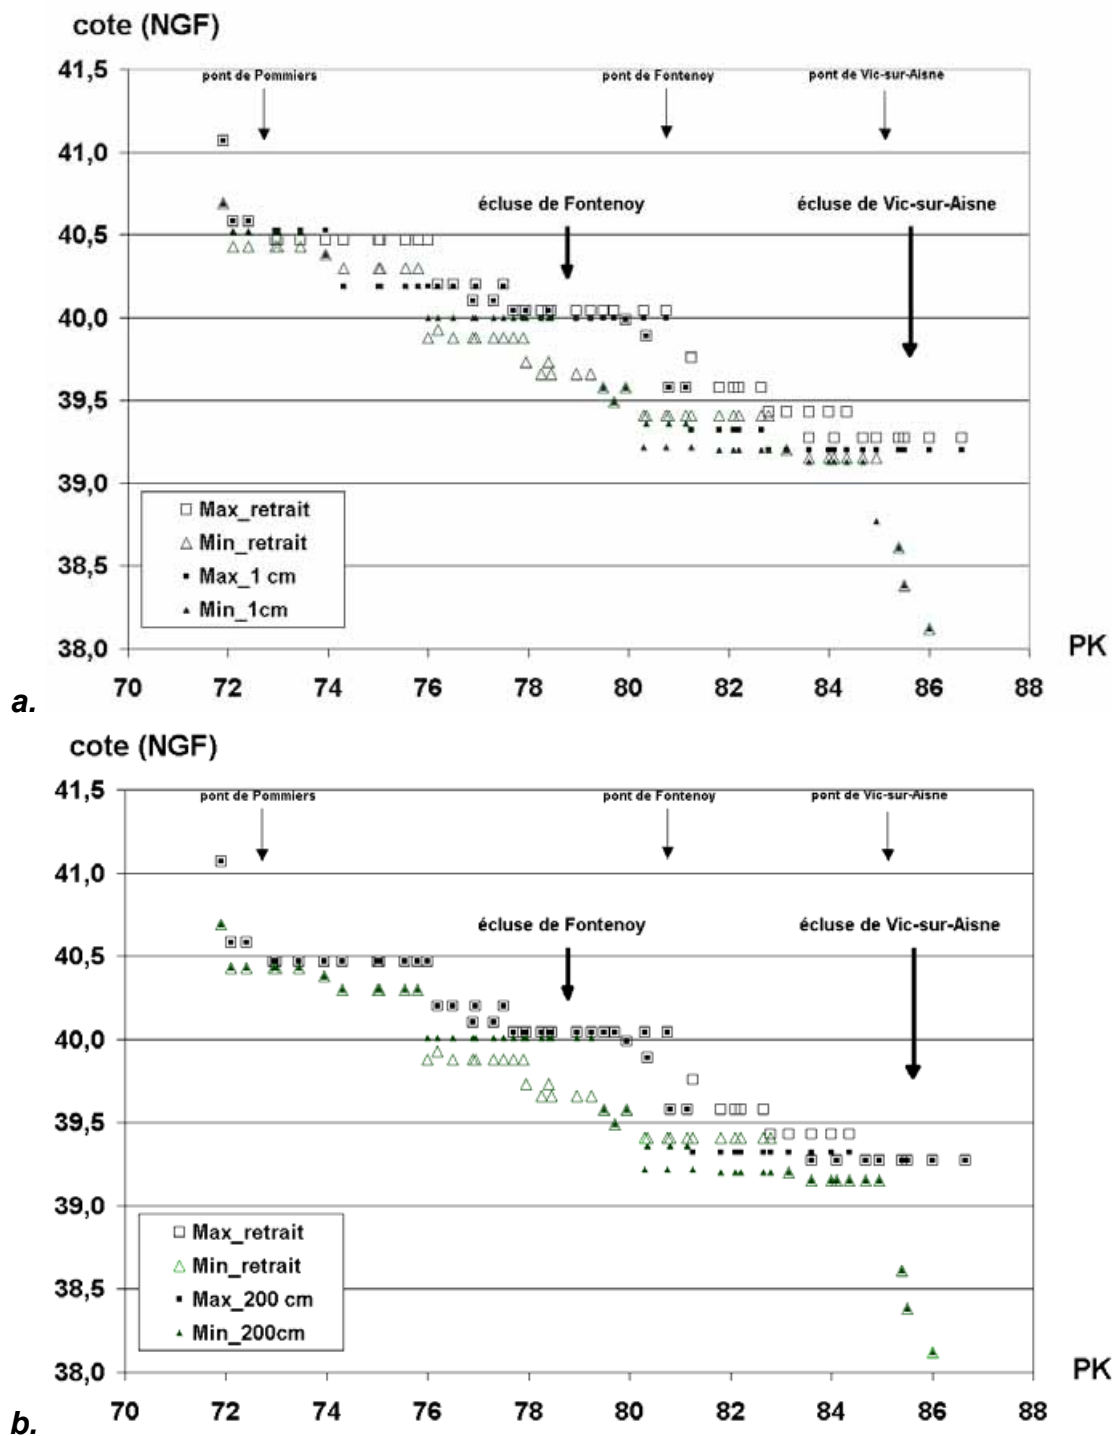 cote (NGF)
41,5
pont de Pommiers
pont de Fontenoy
pont de Vic-sur-Aisne
41,0
40,5
écluse de Fontenoy
écluse de Vic-sur-Aisne
40,0
39,5
39,0
Max_retrait
Min_retrait
Max_1 cm
Min_1cm
38,5
38,0
PK
70 72 74 76 78 80 82 84 86 88
a.
cote (NGF)
41,5
pont de Pommiers
pont de Fontenoy
pont de Vic-sur-Aisne
41,0
écluse de Fontenoy
écluse de Vic-sur-Aisne
40,5
40,0
39,5
39,0
Max_retrait
Min_retrait
Max_200 cm
Min_200cm
38,5
38,0
PK
70 72 74 76 78 80 82 84 86 88
b.